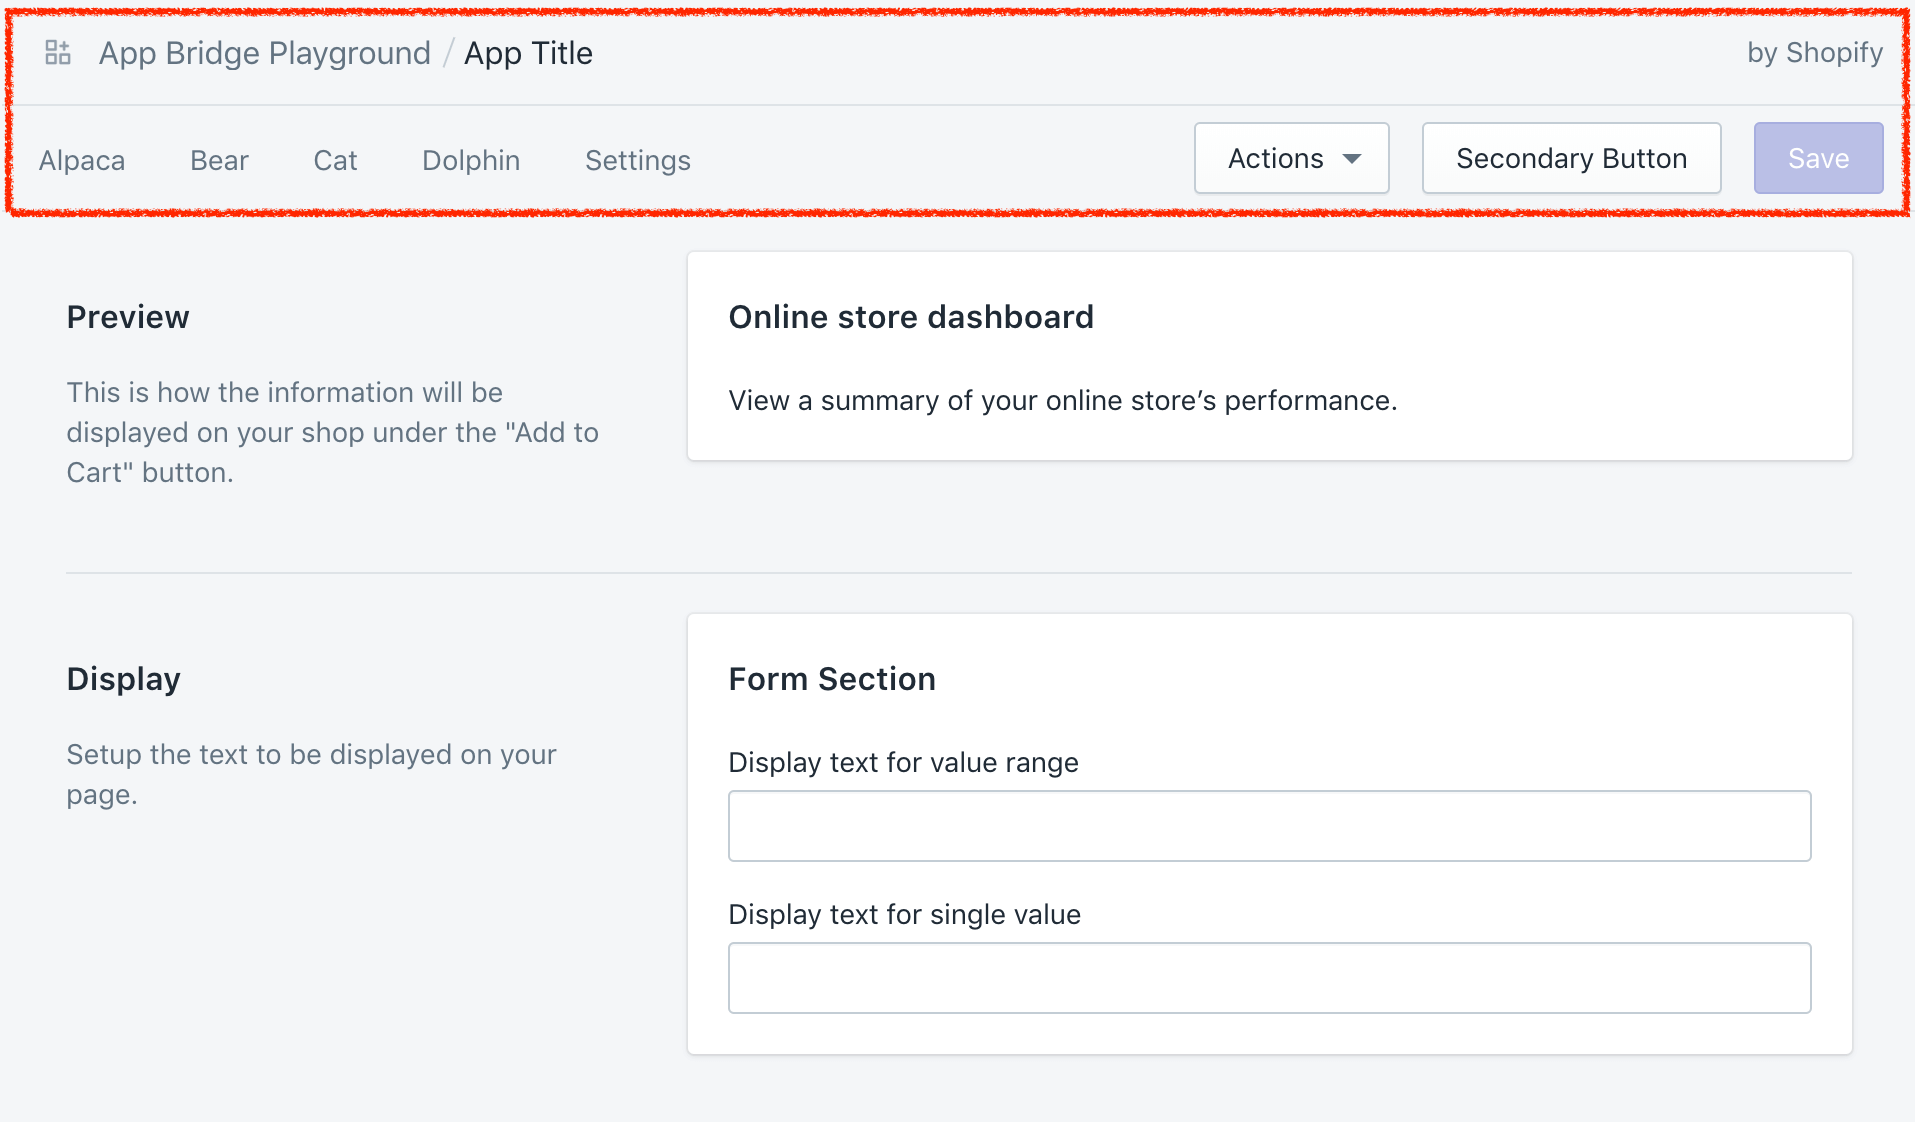 App Bridge Playground / App Title
by Shopify
Alpaca Bear Cat Dolphin Settings
Actions Secondary Button Save
Preview
This is how the information will be
displayed on your shop under the "Add to
Cart" button.
Online store dashboard
View a summary of your online store’s performance.
Display
Setup the text to be displayed on your
page.
Form Section
Display text for value range
Display text for single value